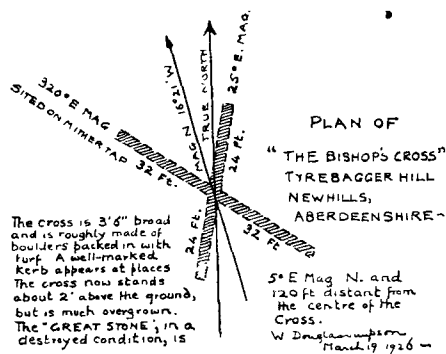 320° E MAG
SITED ON MITHER TAP
32 Ft.
MAG N 16°21' W
TRUE NORTH
25° E. MAG.
24 Ft.
24 Ft.
32 Ft
PLAN OF
"THE BISHOP'S CROSS"
TYREBAGGER HILL
NEWHILLS,
ABERDEENSHIRE~
The cross is 3'6" broad
and is roughly made of
boulders packed in with
turf. A well-marked
kerb appears at places
The cross now stands
about 2' above the ground,
but is much overgrown.
The "GREAT STONE", in a
destroyed condition, is
5° E Mag N. and
120 ft distant from
the centre of the
Cross.
W Douglas Simpson
March 19 1926 ~